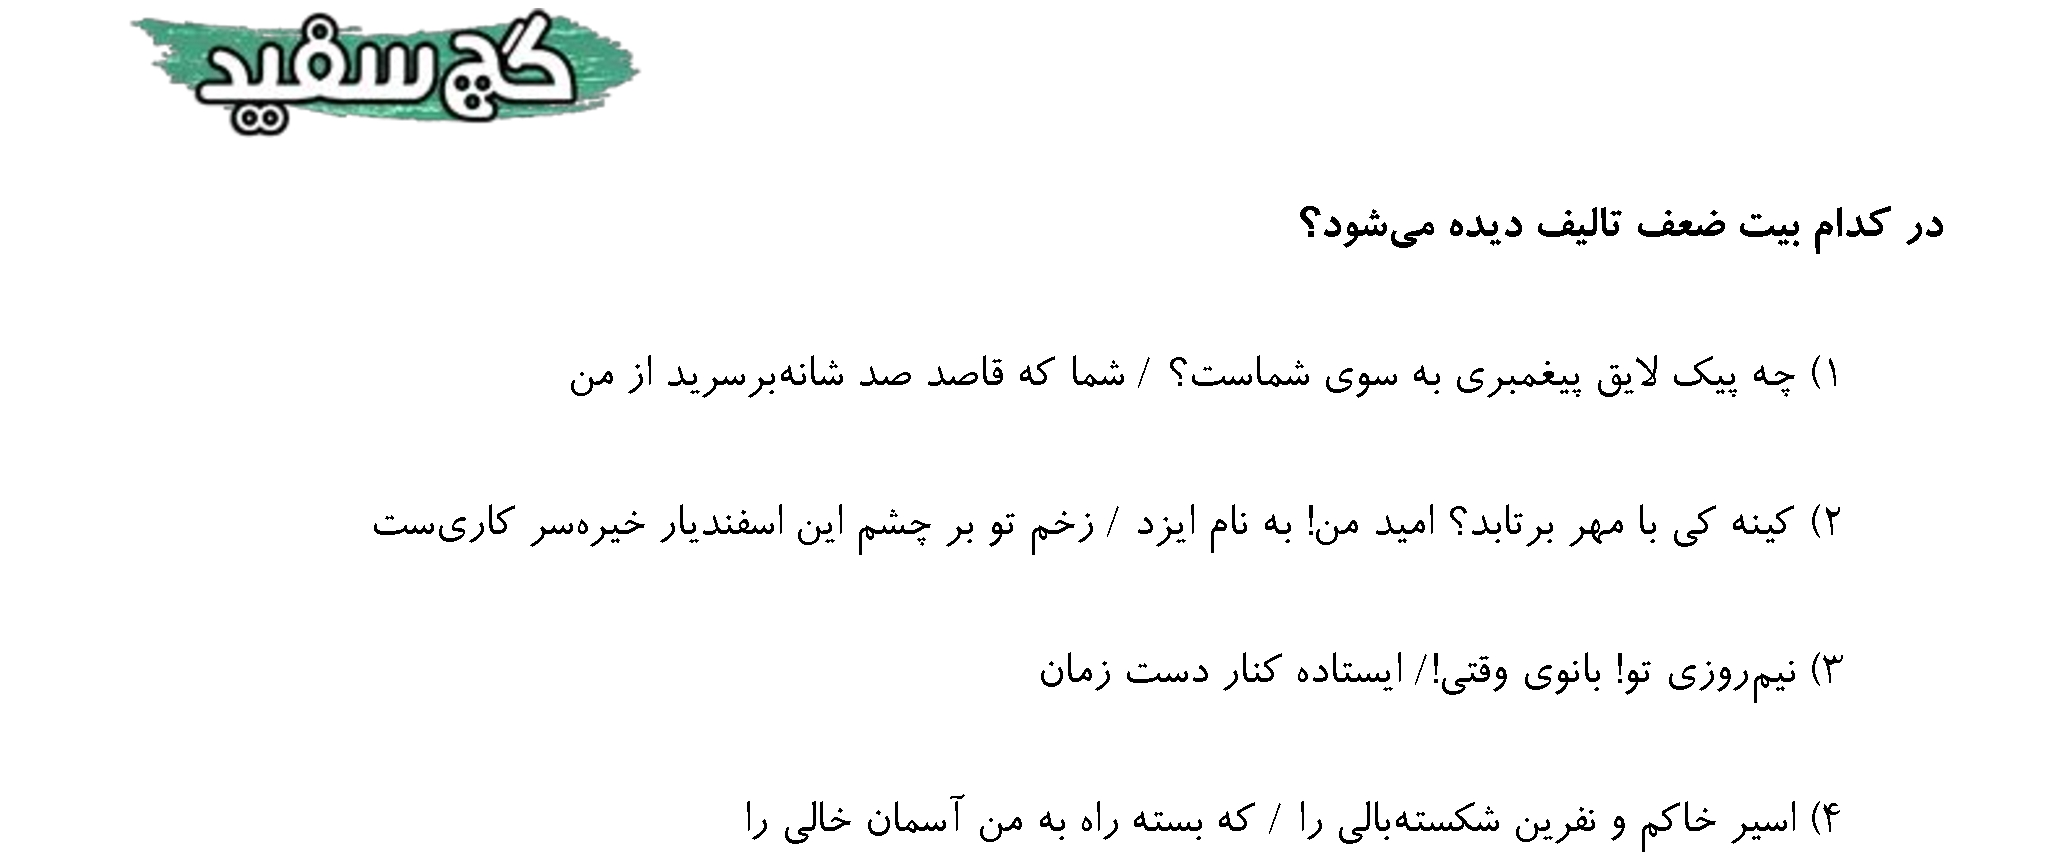 گچ سفید
در کدام بیت ضعف تالیف دیده می‌شود؟
۱) چه پیک لایق پیغمبری به سوی شماست؟ / شما که قاصد صد شانه‌برسرید از من
۲) کینه کی با مهر برتابد؟ امید من! به نام ایزد / زخم تو بر چشم این اسفندیار خیره‌سر کاری‌ست
۳) نیم‌روزی تو! بانوی وقتی!/ ایستاده کنار دست زمان
۴) اسیر خاکم و نفرین شکسته‌بالی را / که بسته راه به من آسمان خالی را